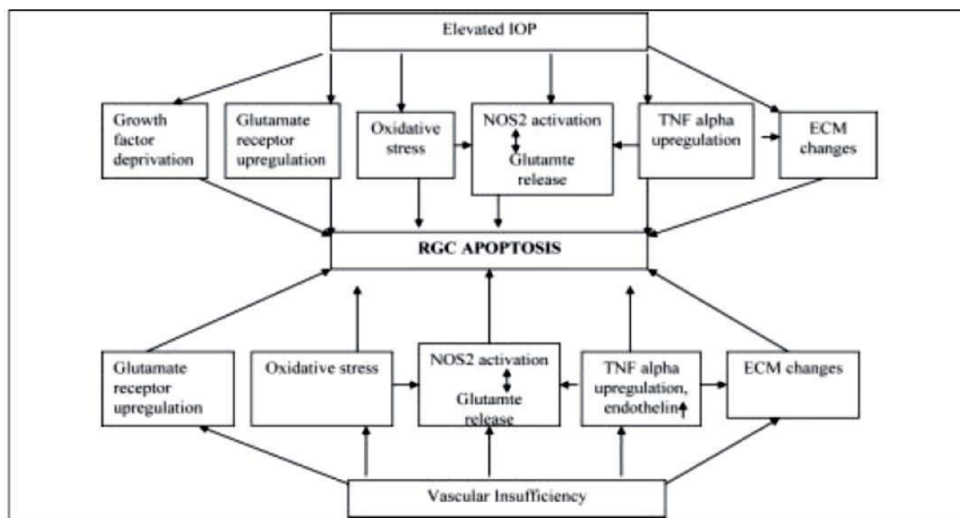 Elevated IOP
Growth
factor
deprivation
Glutamate
receptor
upregulation
Oxidative
stress
NOS2 activation
Glutamte
release
TNF alpha
upregulation
ECM
changes
RGC APOPTOSIS
Glutamate
receptor
upregulation
Oxidative stress
NOS2 activation
Glutamte
release
TNF alpha
upregulation,
endothelin
ECM changes
Vascular Insufficiency